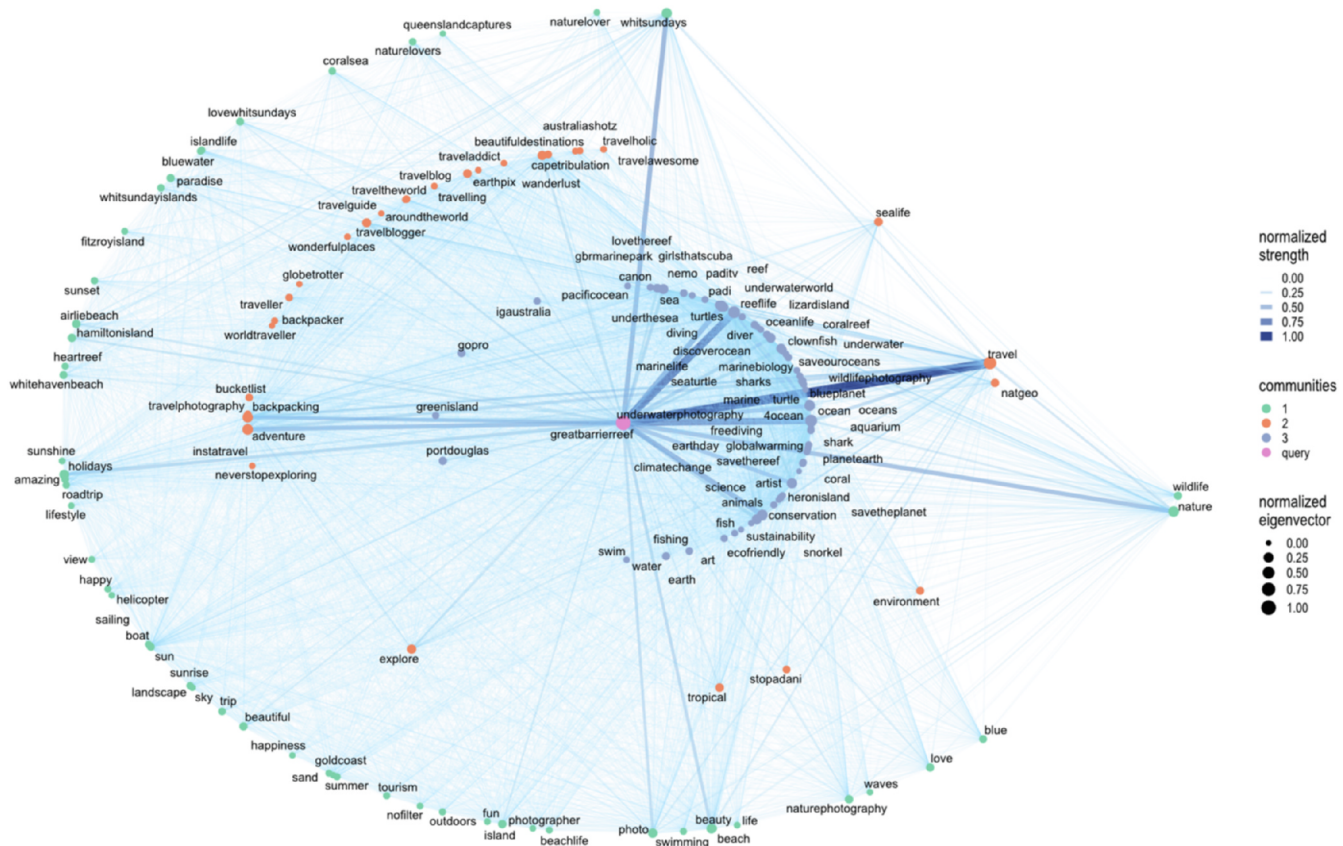 queenslandcaptures
naturelover
whitsundays
naturelovers
coralsea
lovewhitsundays
islandlife
bluewater
paradise
whitsundayislands
fitzroyisland
sunset
airliebeach
hamiltonisland
heartreef
whitehavenbeach
australiashotz
beautifuldestinations
travelholic
traveladdict
capetribulation
travelawesome
travelblog
earthpix
wanderlust
traveltheworld
travelling
travelguide
aroundtheworld
travelblogger
wonderfulplaces
globetrotter
traveller
backpacker
worldtraveller
sealife
lovethereef
gbrmarinepark
girlsthatscuba
canon
nemo
paditv
reef
pacificocean
sea
padi
underwaterworld
igaustralia
underthesea
turtles
reeflife
lizardisland
diving
diver
oceanlife
coralreef
gopro
discoverocean
clownfish
underwater
marinelife
marinebiology
saveouroceans
travel
bucketlist
seaturtle
sharks
wildlifephotography
natgeo
travelphotography
backpacking
greenisland
marine
turtle
blueplanet
underwaterphotography
4ocean
ocean
oceans
adventure
greatbarrierreef
freediving
aquarium
instatravel
portdouglas
earthday
globalwarming
shark
neverstopexploring
climatechange
savethereef
planetearth
sunshine
holidays
amazing
roadtrip
lifestyle
science
artist
coral
wildlife
animals
heronisland
nature
fish
conservation
savetheplanet
fishing
sustainability
swim
water
art
ecofriendly
snorkel
earth
view
happy
helicopter
sailing
boat
sun
environment
sunrise
explore
landscape
sky
trip
tropical
stopadani
beautiful
happiness
goldcoast
sand
summer
blue
love
tourism
waves
nofilter
naturephotography
outdoors
fun
island
photographer
beachlife
photo
swimming
beauty
life
beach
normalized
strength
0.00
0.25
0.50
0.75
1.00
communities
1
2
3
query
normalized
eigenvector
0.00
0.25
0.50
0.75
1.00